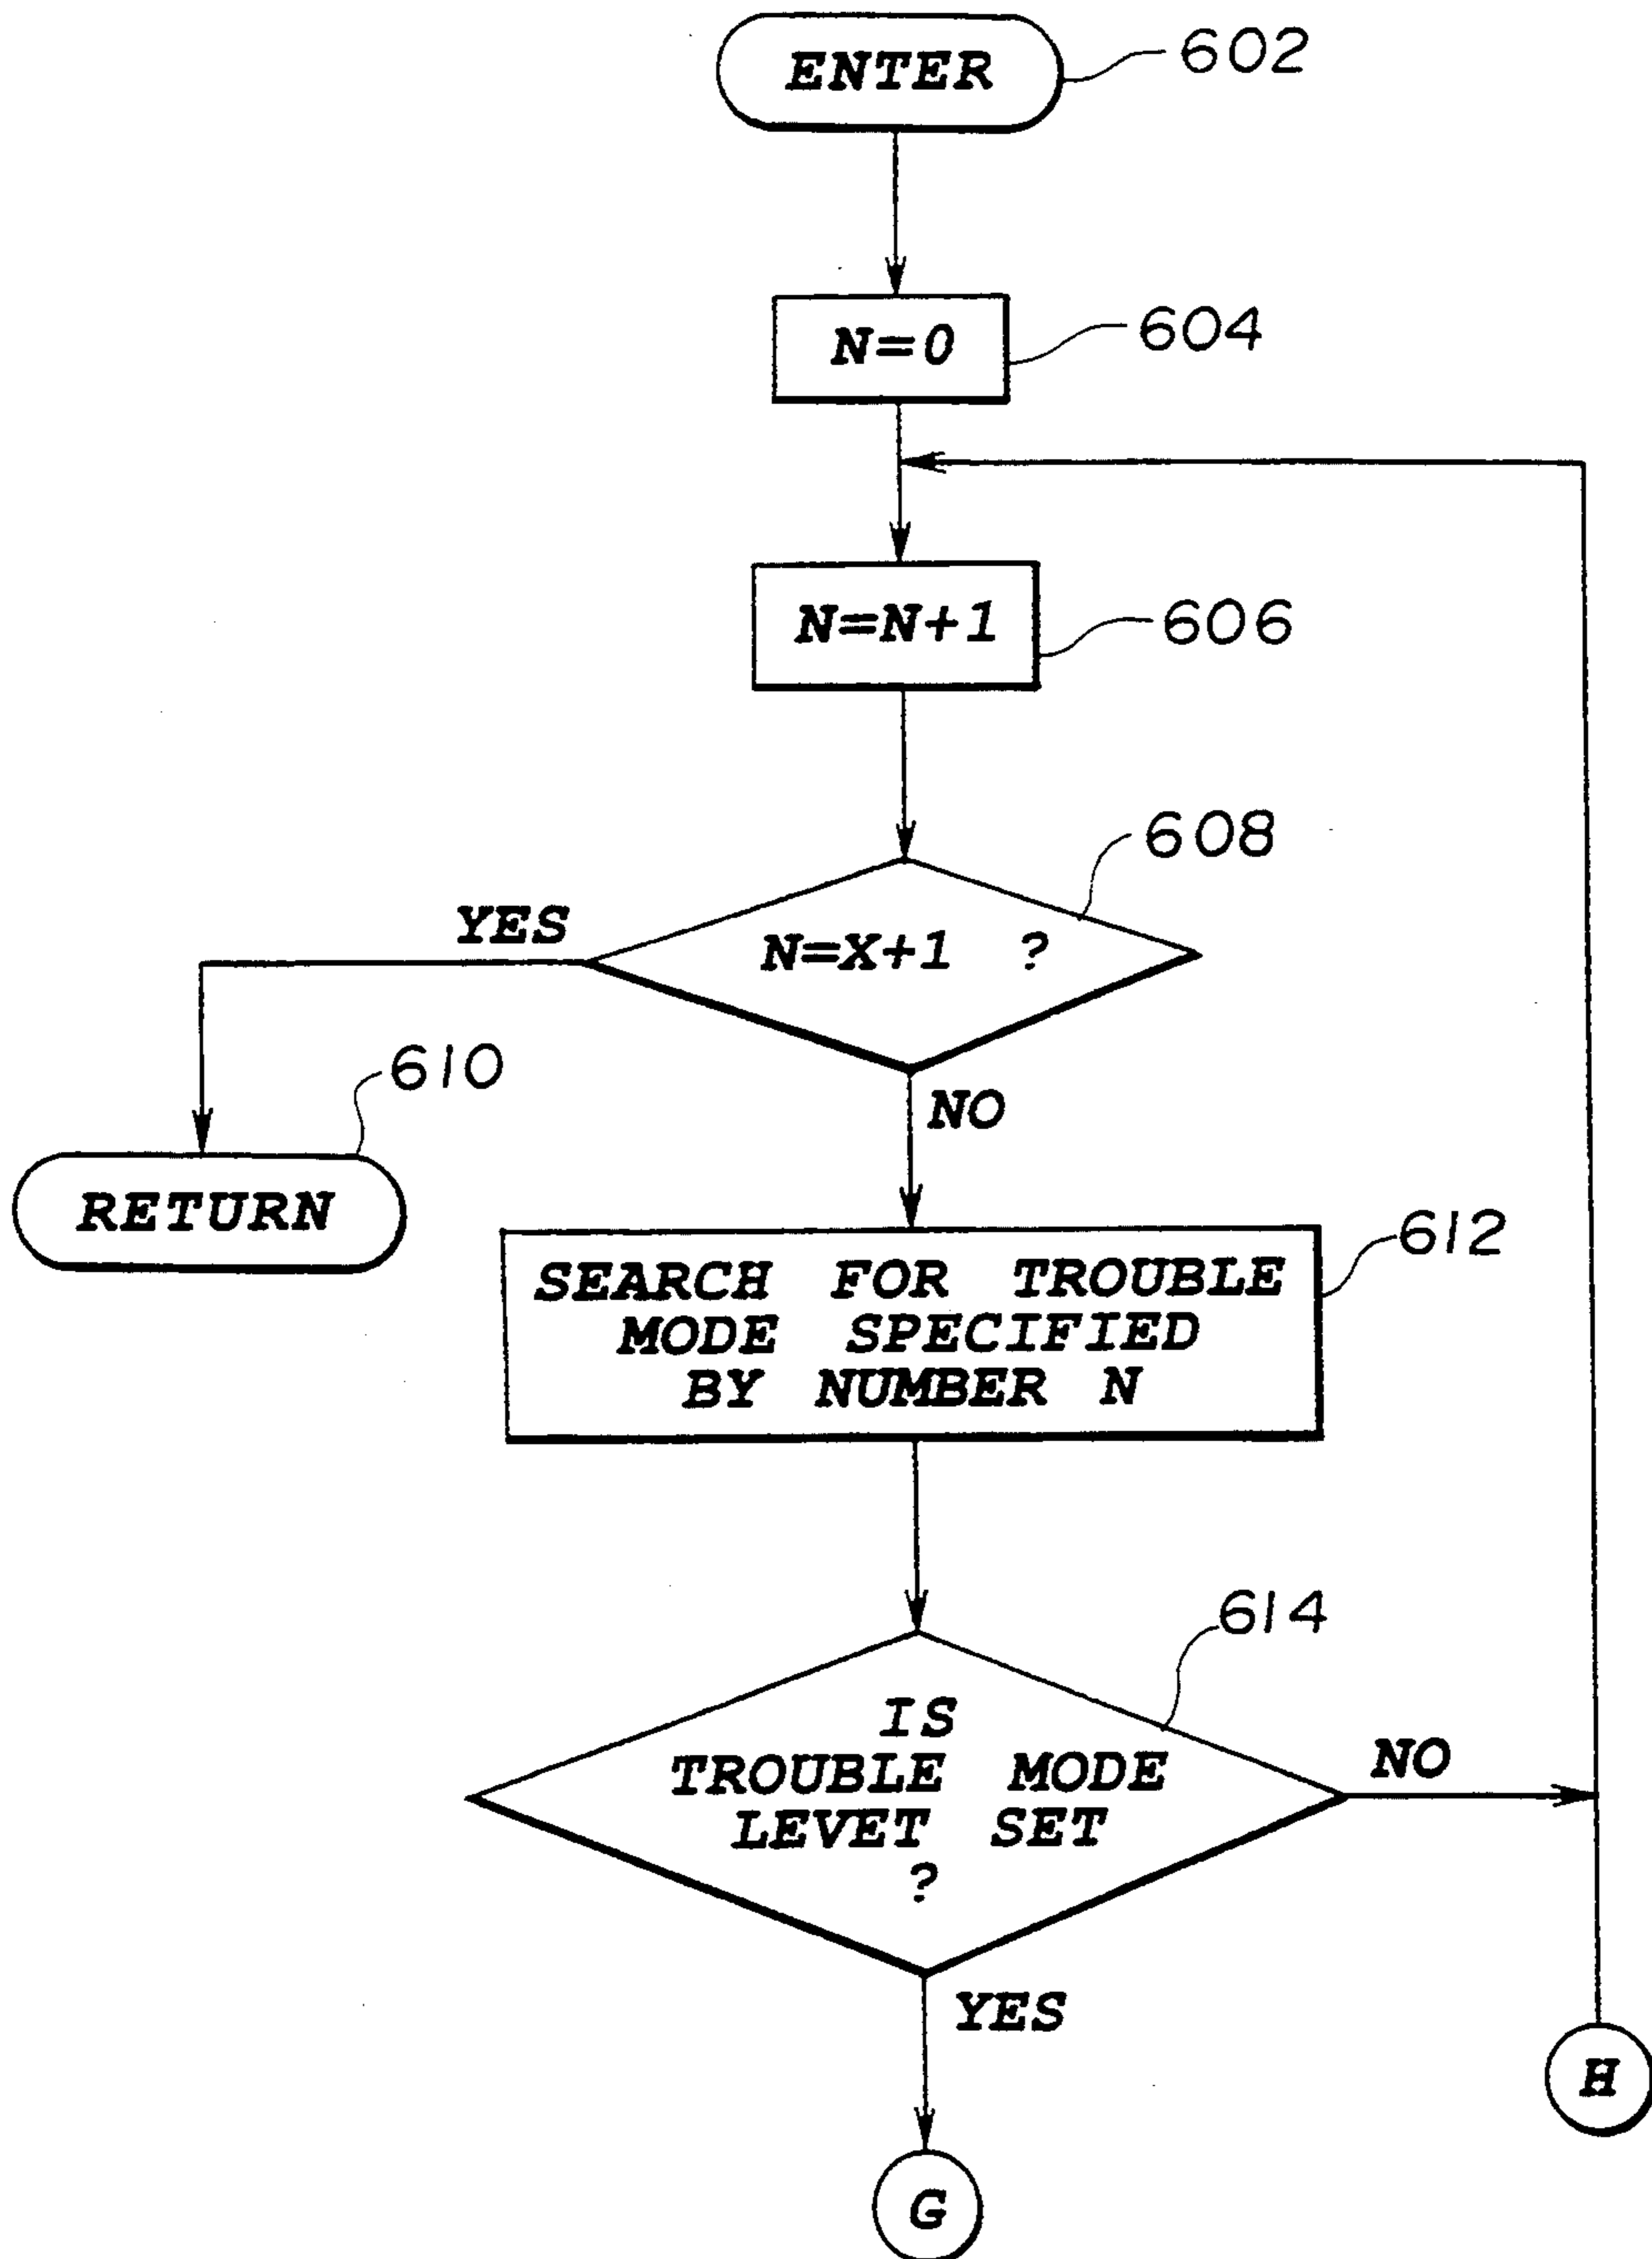 ENTER
602
N=0
604
N=N+1
606
608
YES
N=X+1 ?
610
NO
RETURN
612
SEARCH FOR TROUBLE
MODE SPECIFIED
BY NUMBER N
614
IS
TROUBLE MODE
LEVET SET
?
NO
YES
H
G